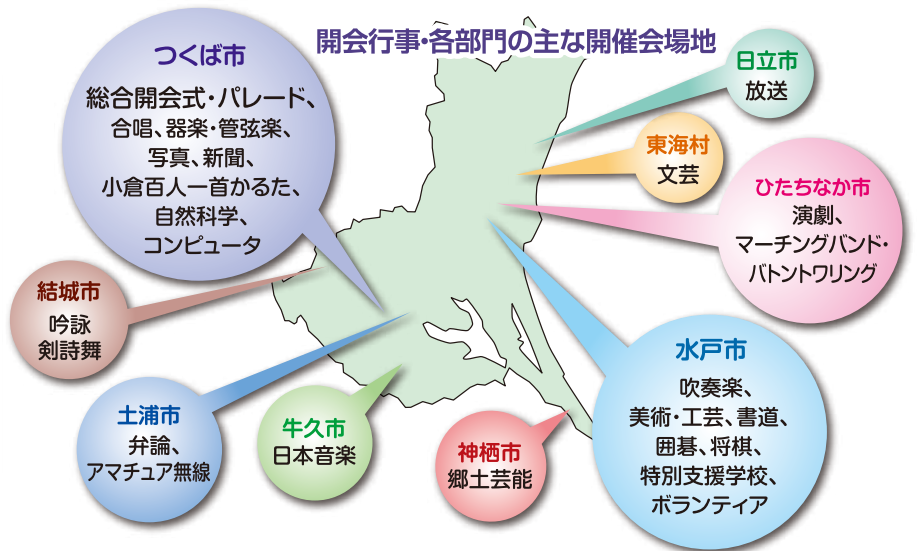 開会行事・各部門の主な開催会場地
つくば市
総合開会式・パレード、
合唱、器楽・管弦楽、
写真、新聞、
小倉百人一首かるた、
自然科学、
コンピュータ
日立市
放送
東海村
文芸
ひたちなか市
演劇、
マーチングバンド・
バトントワリング
結城市
吟詠
剣詩舞
水戸市
吹奏楽、
美術・工芸、書道、
囲碁、将棋、
特別支援学校、
ボランティア
土浦市
弁論、
アマチュア無線
牛久市
日本音楽
神栖市
郷土芸能